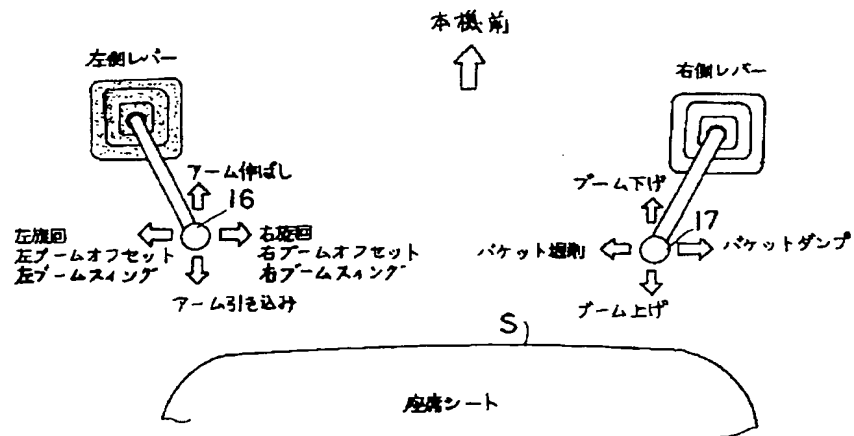 本機前
左側レバー
右側レバー
アーム伸ばし
16
ブーム下げ
17
左旋回
左ブームオフセット
左ブームスイング
右旋回
右ブームオフセット
右ブームスイング
バケット掘削
バケットダンプ
アーム引き込み
ブーム上げ
S
座席シート